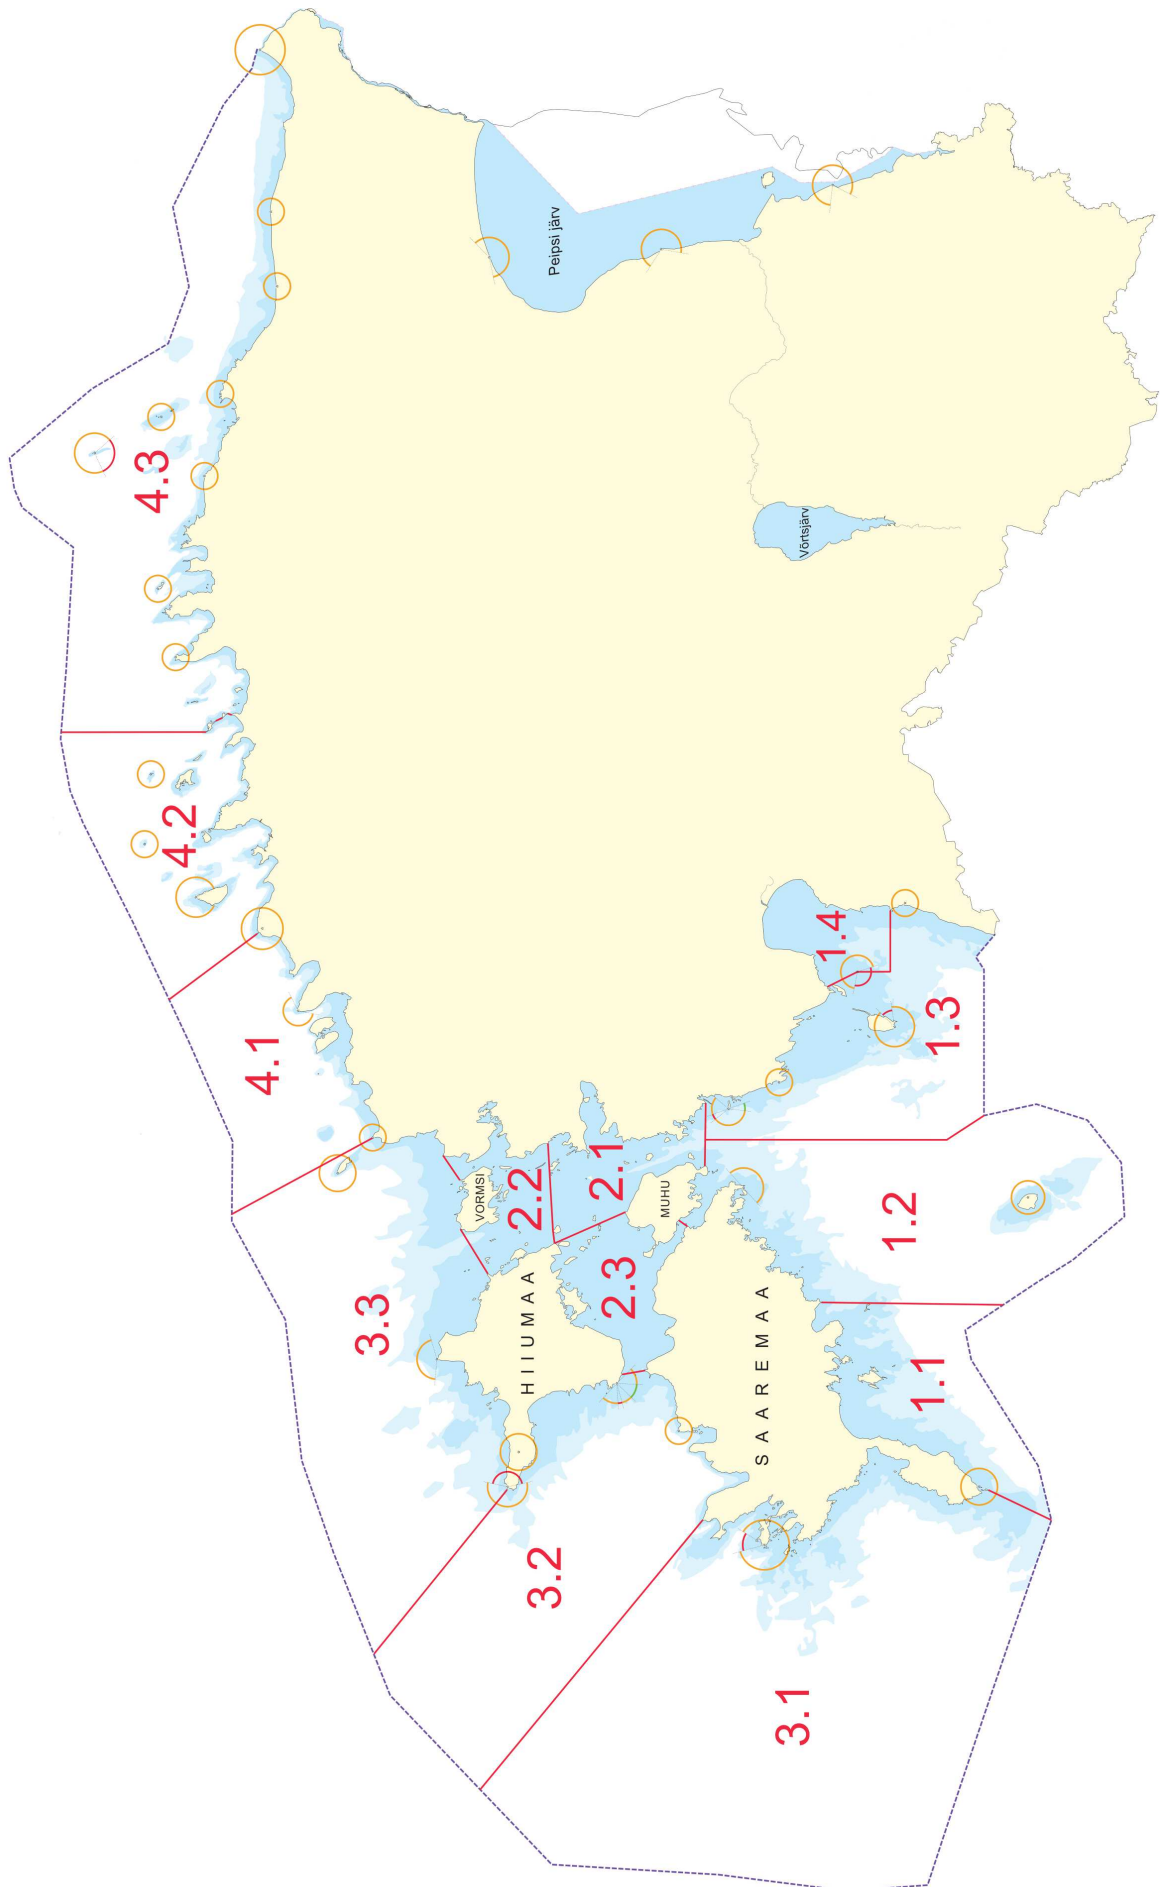 4.3
4.2
4.1
3.3
3.2
3.1
Peipsi järv
Võrtsjärv
VORMSI
2.2
2.1
MUHU
2.3
HIIUMAA
SAAREMAA
1.4
1.3
1.2
1.1